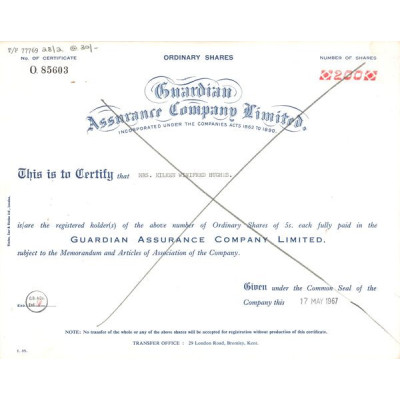 P/P 77769 28/2 @ 30/-
NO. OF CERTIFICATE
ORDINARY SHARES
NUMBER OF SHARES
O 85603
200
Guardian
Assurance Company Limited.
INCORPORATED UNDER THE COMPANIES ACTS 1862 TO 1890.
This is to Certify that
WINIFRED
is/are the registered holder(s) of the above number of Ordinary Shares of 5s. each fully paid in the
GUARDIAN ASSURANCE COMPANY LIMITED,
subject to the Memorandum and Articles of Association of the Company.
Given under the Common Seal of the
Company this 17 MAY 1967
NOTE: No transfer of the whole or any of the above shares will be accepted for registration without production of this certificate.
TRANSFER OFFICE : 29 London Road, Bromley, Kent.